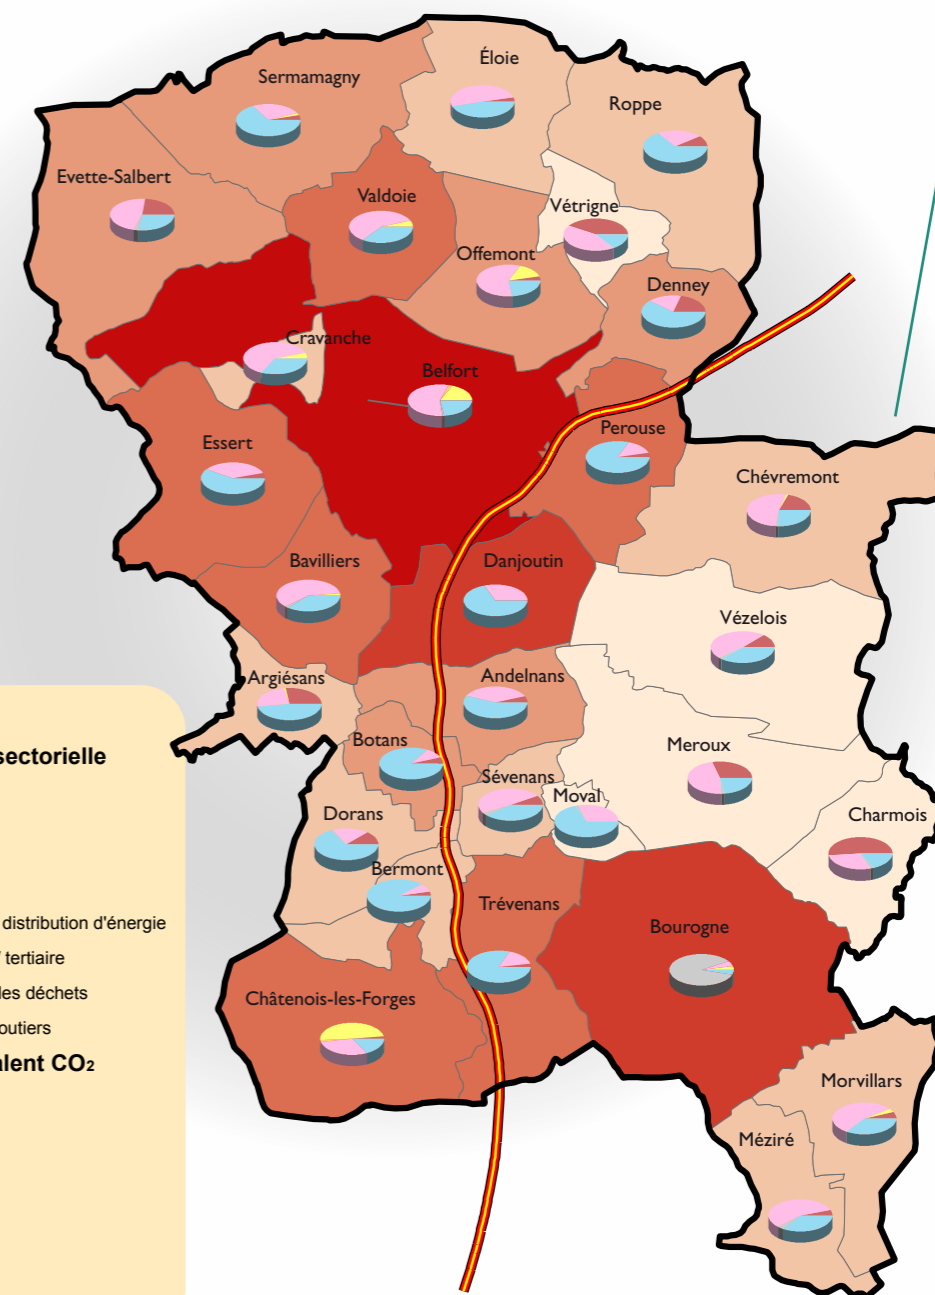 Éloie
Sermamagny
Roppe
Evette-Salbert
Valdoie
Vétrigne
Offemont
Denney
Cravanche
Belfort
Essert
Perouse
Chévremont
Bavilliers
Danjoutin
Vézelois
Argiésans
Andelnans
Botans
Meroux
Sévenans
Moval
Dorans
Charmois
Bermont
Trévenans
Bourogne
Châtenois-les-Forges
Morvillars
Méziré
sectorielle
distribution d'énergie
tertiaire
les déchets
outiers
alent CO2